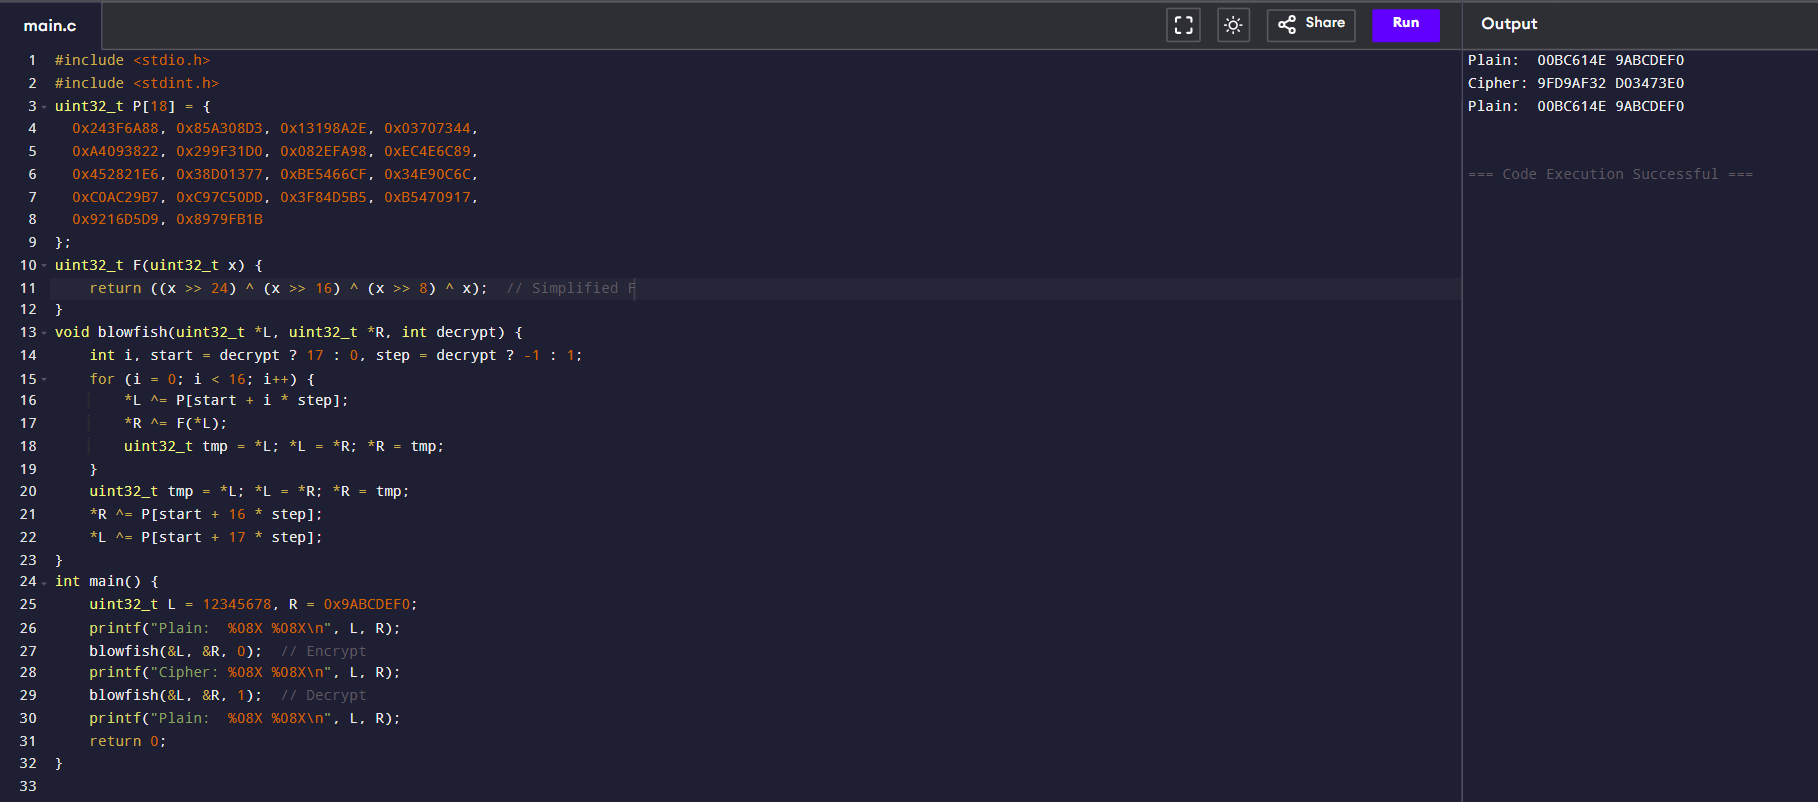 main.c
Share
Run
Output
1 #include <stdio.h>
2 #include <stdint.h>
3 uint32_t P[18] = {
4   0x243F6A88, 0x85A308D3, 0x13198A2E, 0x03707344,
5   0xA4093822, 0x299F31D0, 0x082EFA98, 0xEC4E6C89,
6   0x452821E6, 0x38D01377, 0xBE5466CF, 0x34E90C6C,
7   0xC0AC29B7, 0xC97C50DD, 0x3F84D5B5, 0xB5470917,
8   0x9216D5D9, 0x8979FB1B
9 };
10 uint32_t F(uint32_t x) {
11     return ((x >> 24) ^ (x >> 16) ^ (x >> 8) ^ x);  // Simplified F
12 }
13 void blowfish(uint32_t *L, uint32_t *R, int decrypt) {
14     int i, start = decrypt ? 17 : 0, step = decrypt ? -1 : 1;
15     for (i = 0; i < 16; i++) {
16         *L ^= P[start + i * step];
17         *R ^= F(*L);
18         uint32_t tmp = *L; *L = *R; *R = tmp;
19     }
20     uint32_t tmp = *L; *L = *R; *R = tmp;
21     *R ^= P[start + 16 * step];
22     *L ^= P[start + 17 * step];
23 }
24 int main() {
25     uint32_t L = 12345678, R = 0x9ABCDEF0;
26     printf("Plain:  %08X %08X\n", L, R);
27     blowfish(&L, &R, 0);  // Encrypt
28     printf("Cipher: %08X %08X\n", L, R);
29     blowfish(&L, &R, 1);  // Decrypt
30     printf("Plain:  %08X %08X\n", L, R);
31     return 0;
32 }
33
Plain:  00BC614E 9ABCDEF0
Cipher: 9FD9AF32 D03473E0
Plain:  00BC614E 9ABCDEF0
=== Code Execution Successful ===